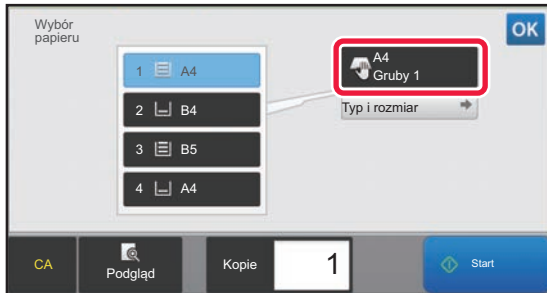 Wybór
papieru
OK
1 A4
2 B4
3 B5
4 A4
A4
Gruby 1
Typ i rozmiar
CA
Podgląd
Kopie
1
Start